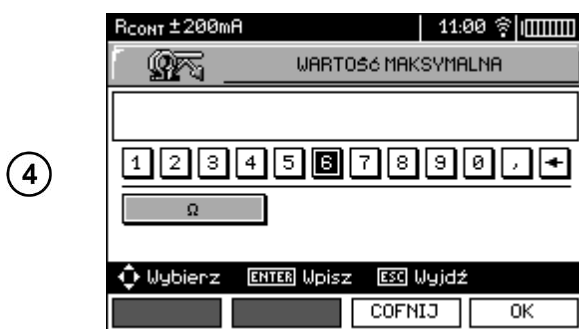 RCONT ±200mA 11:00
WARTOŚĆ MAKSYMALNA
4
1 2 3 4 5 6 7 8 9 0 ,
Ω
Wybierz ENTER Wpisz ESC Wyjdź
COFNIJ OK